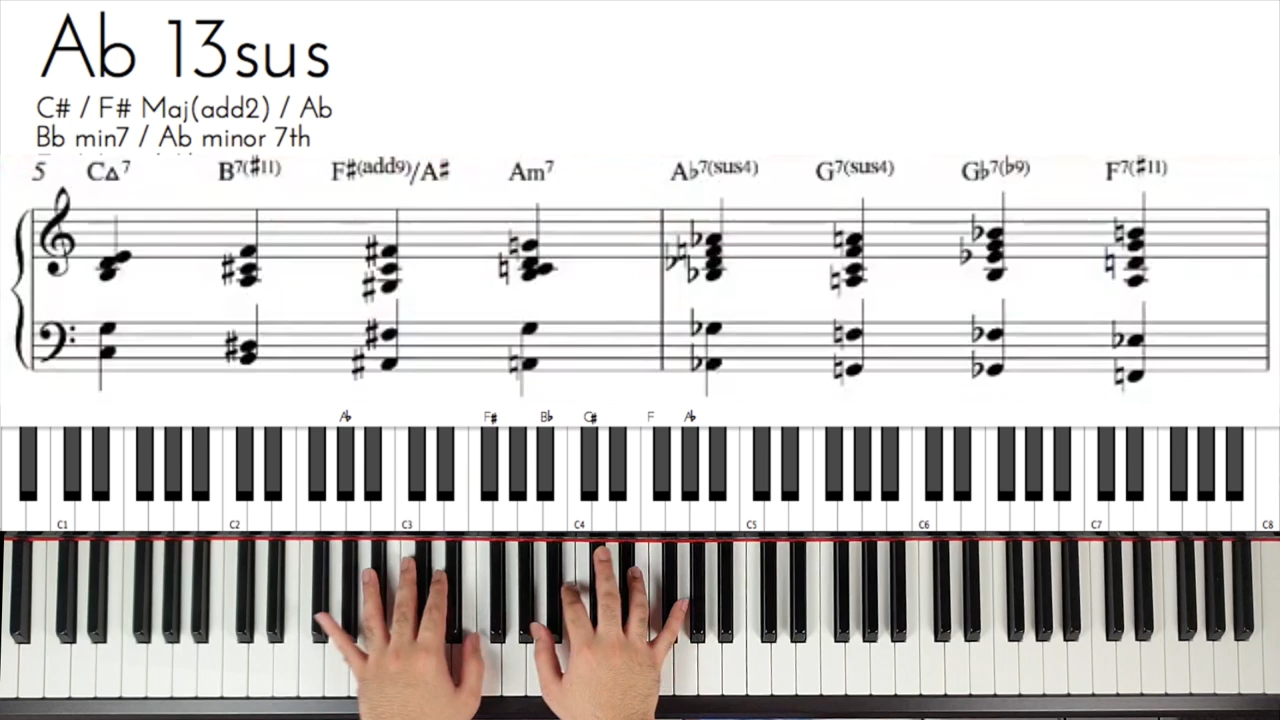 Ab 13sus
C# / F# Maj(add2) / Ab
Bb min7 / Ab minor 7th
5 C△7 B7(♯11) F♯(add9)/A♯ Am7 A♭7(sus4) G7(sus4) G♭7(♭9) F7(♯11)
A♭ F♯ B♭ C♯ F A♭
C1 C2 C3 C4 C5 C6 C7 C8